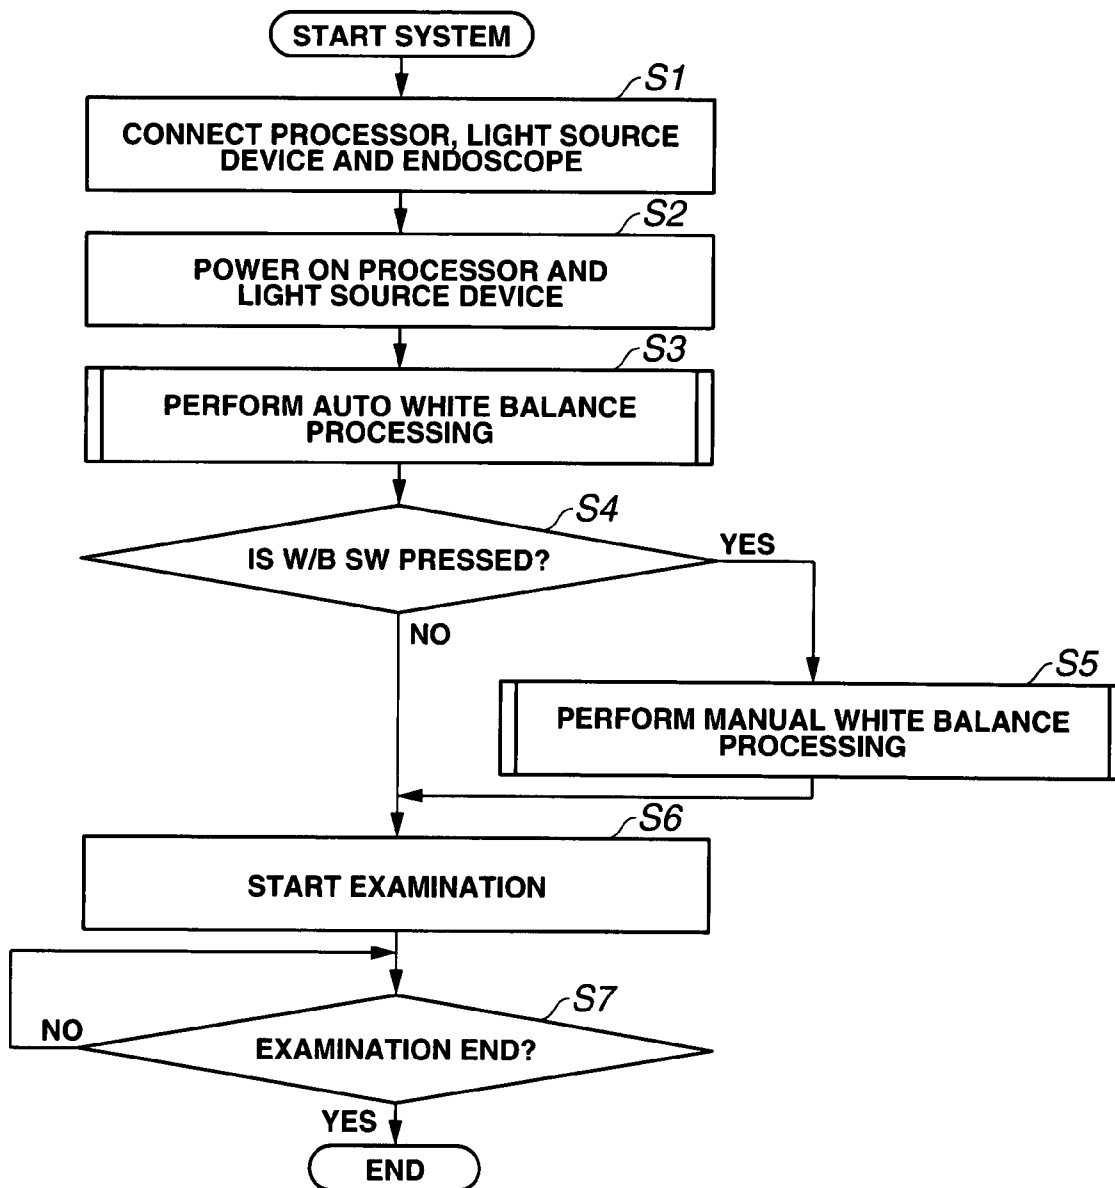 START SYSTEM
S1
CONNECT PROCESSOR, LIGHT SOURCE
DEVICE AND ENDOSCOPE
S2
POWER ON PROCESSOR AND
LIGHT SOURCE DEVICE
S3
PERFORM AUTO WHITE BALANCE
PROCESSING
S4
IS W/B SW PRESSED?
YES
NO
S5
PERFORM MANUAL WHITE BALANCE
PROCESSING
S6
START EXAMINATION
S7
NO
EXAMINATION END?
YES
END